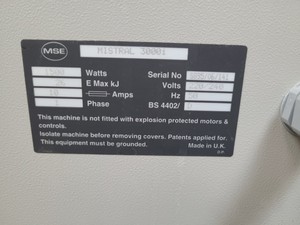 MSE
MISTRAL 3000i
Watts
Serial No
E Max kJ
Volts
Amps
Hz
Phase
BS 4402/
This machine is not fitted with explosion protected motors &
controls.
Isolate machine before removing covers. Patents applied for.
This equipment must be grounded.
Made in U.K.